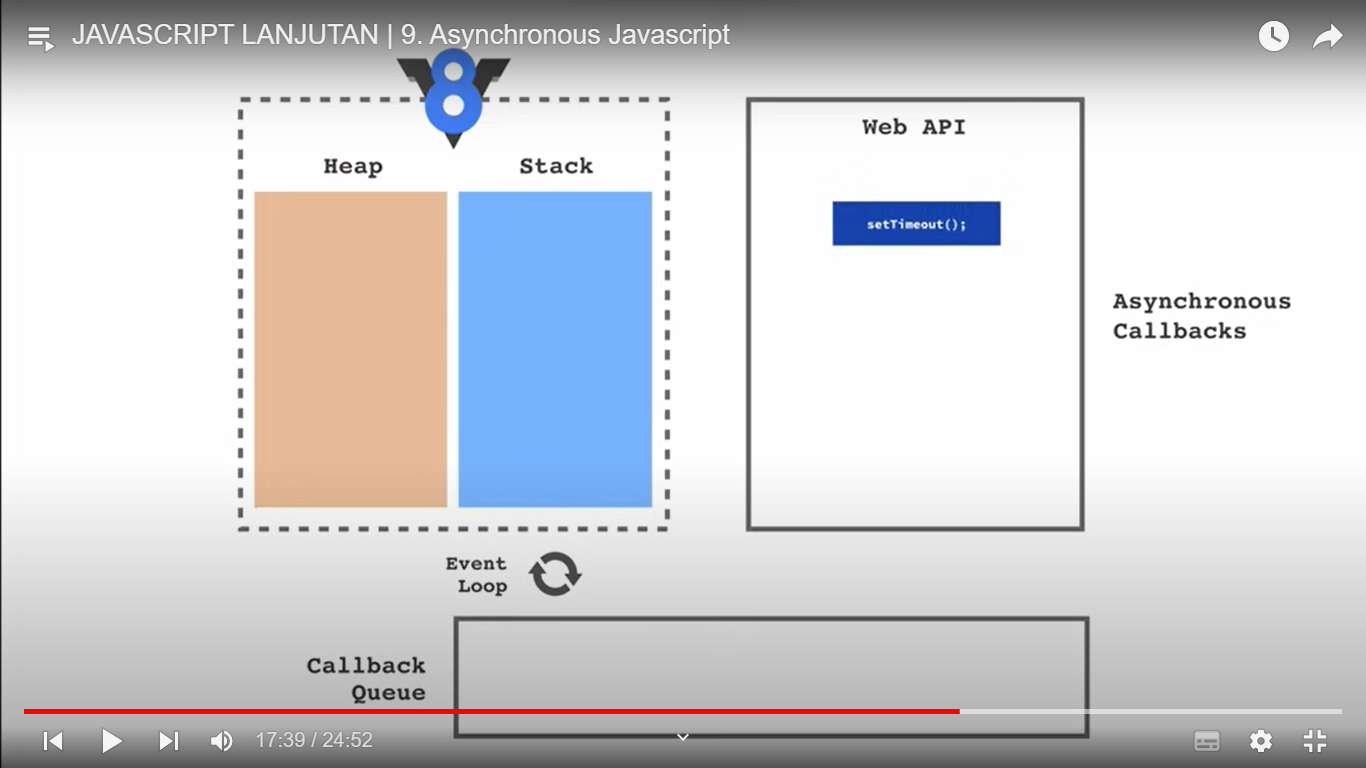 JAVASCRIPT LANJUTAN | 9. Asynchronous Javascript
8
Heap
Stack
Web API
setTimeout();
Asynchronous
Callbacks
Event
Loop
Callback
Queue
17:39 / 24:52